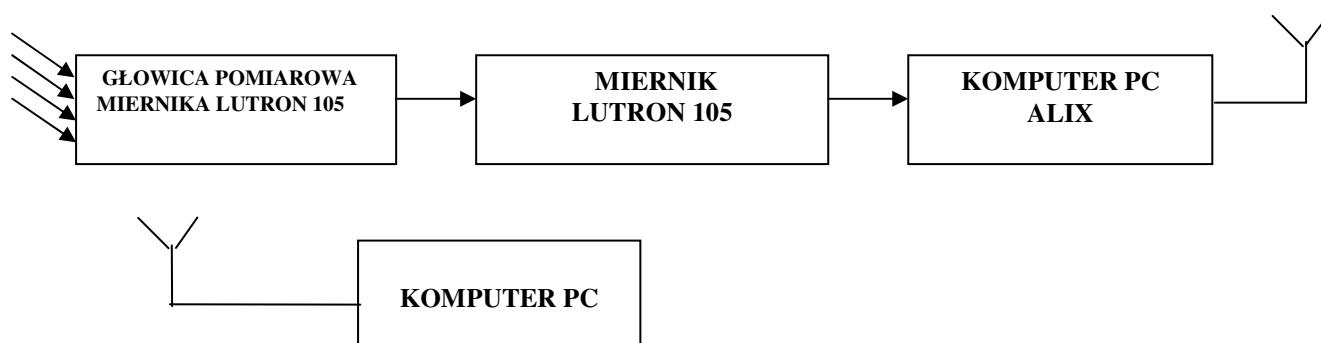 GŁOWICA POMIAROWA
MIERNIKA LUTRON 105
MIERNIK
LUTRON 105
KOMPUTER PC
ALIX
KOMPUTER PC